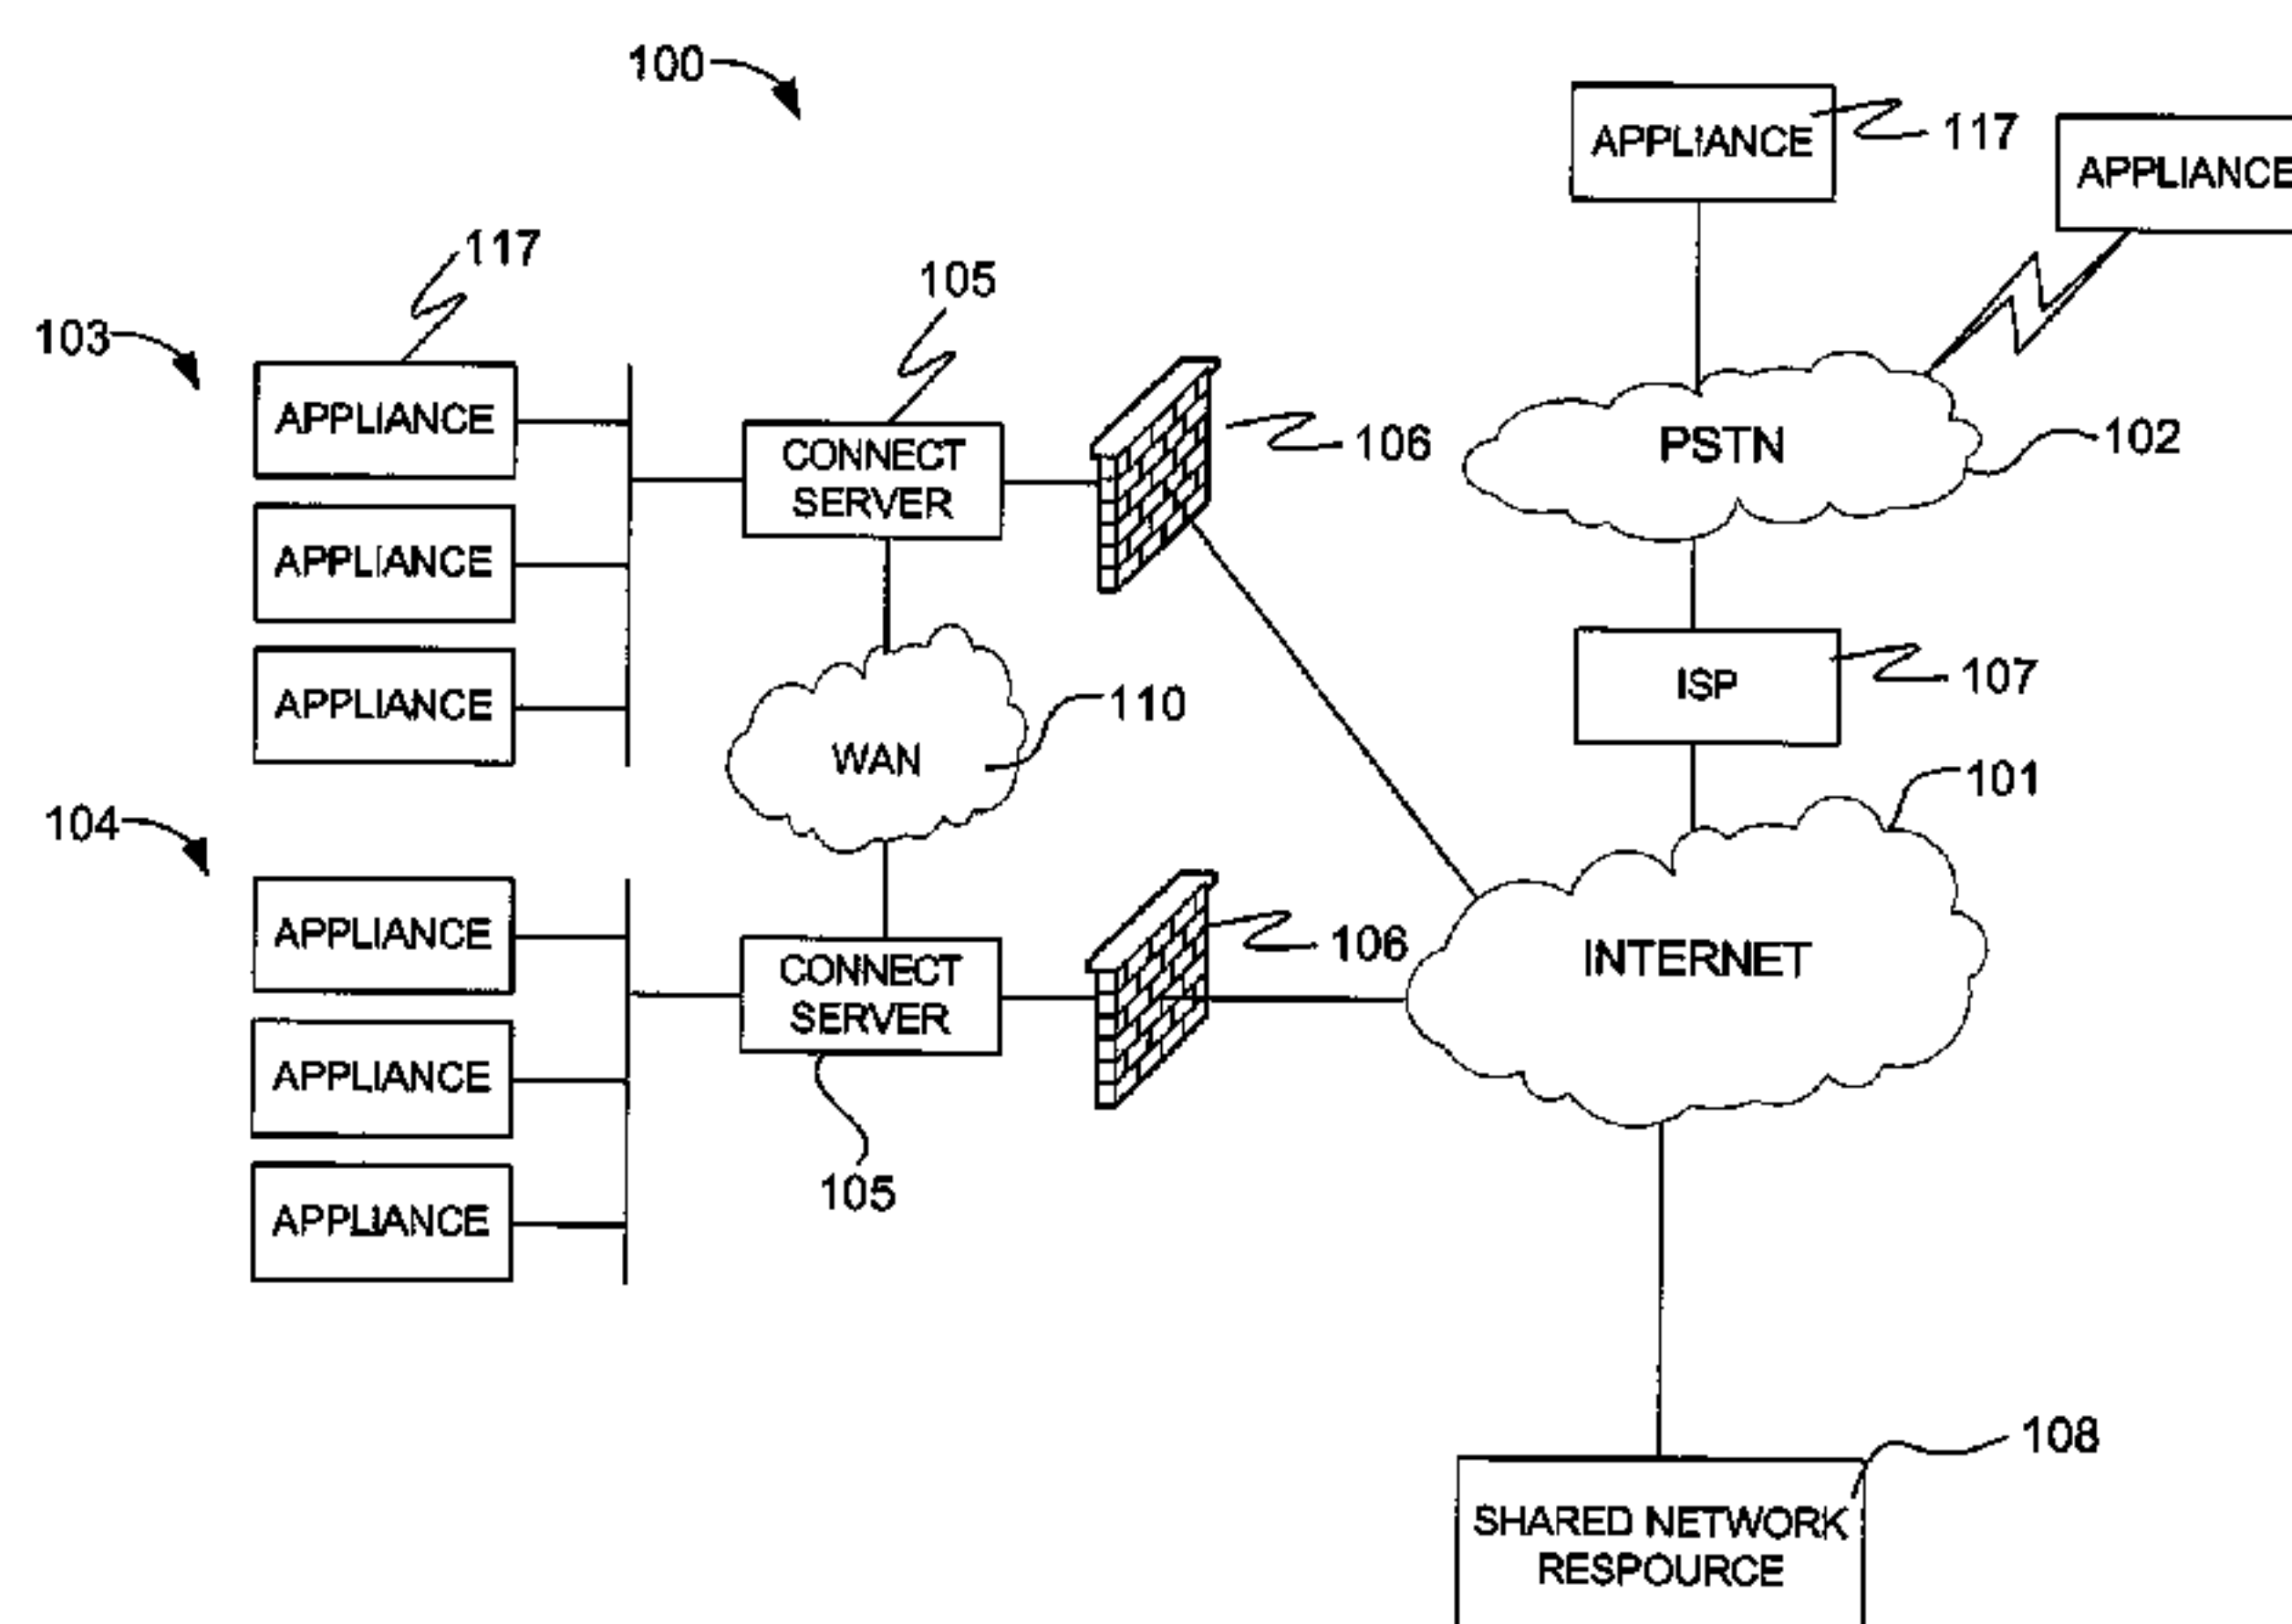 100
APPLIANCE
117
APPLIANCE
117
103
105
APPLIANCE
CONNECT
SERVER
106
PSTN
102
APPLIANCE
APPLIANCE
ISP
107
110
WAN
101
104
APPLIANCE
CONNECT
SERVER
106
INTERNET
APPLIANCE
105
APPLIANCE
108
SHARED NETWORK
RESPOURCE